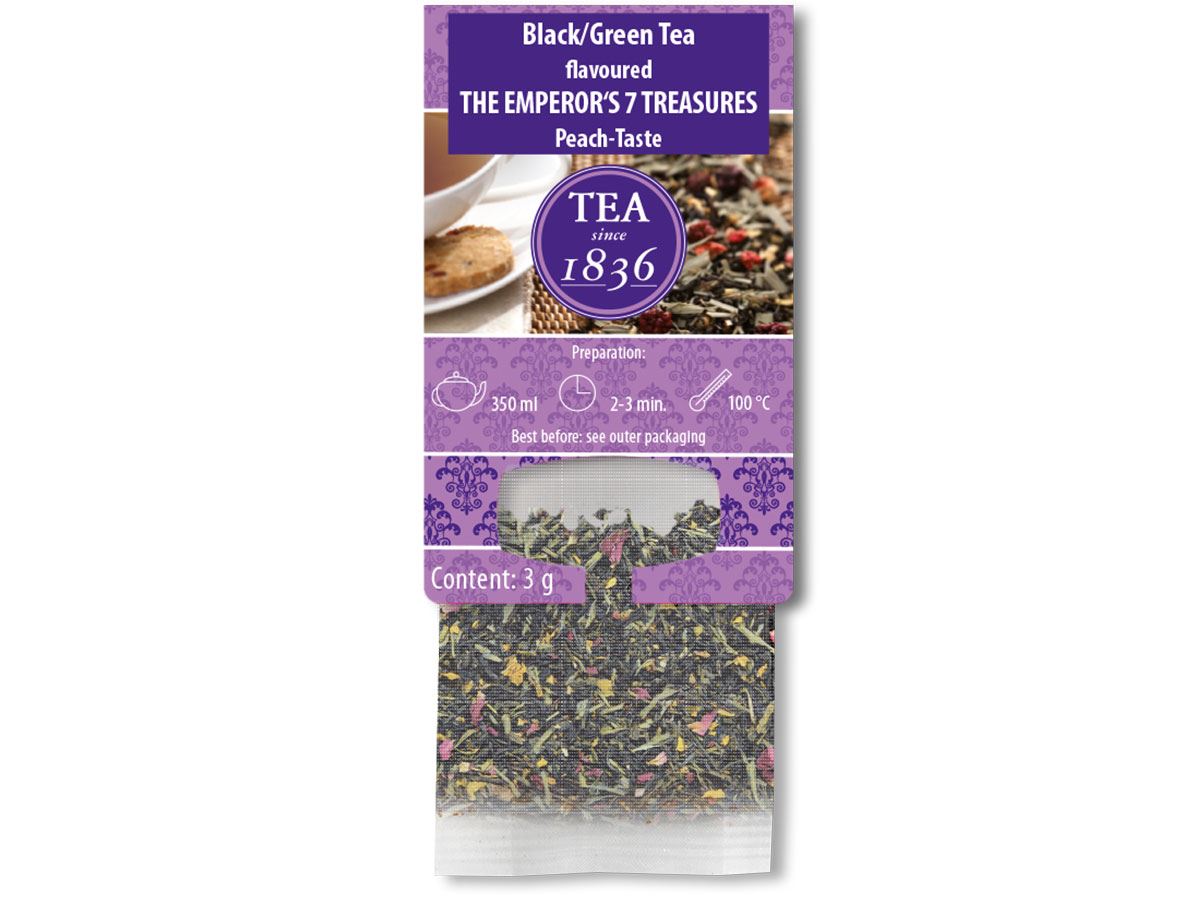 Black/Green Tea
flavoured
THE EMPEROR‘S 7 TREASURES
Peach-Taste
TEA
since
1836
Preparation:
350 ml 2-3 min. 100 °C
Best before: see outer packaging
Content: 3 g